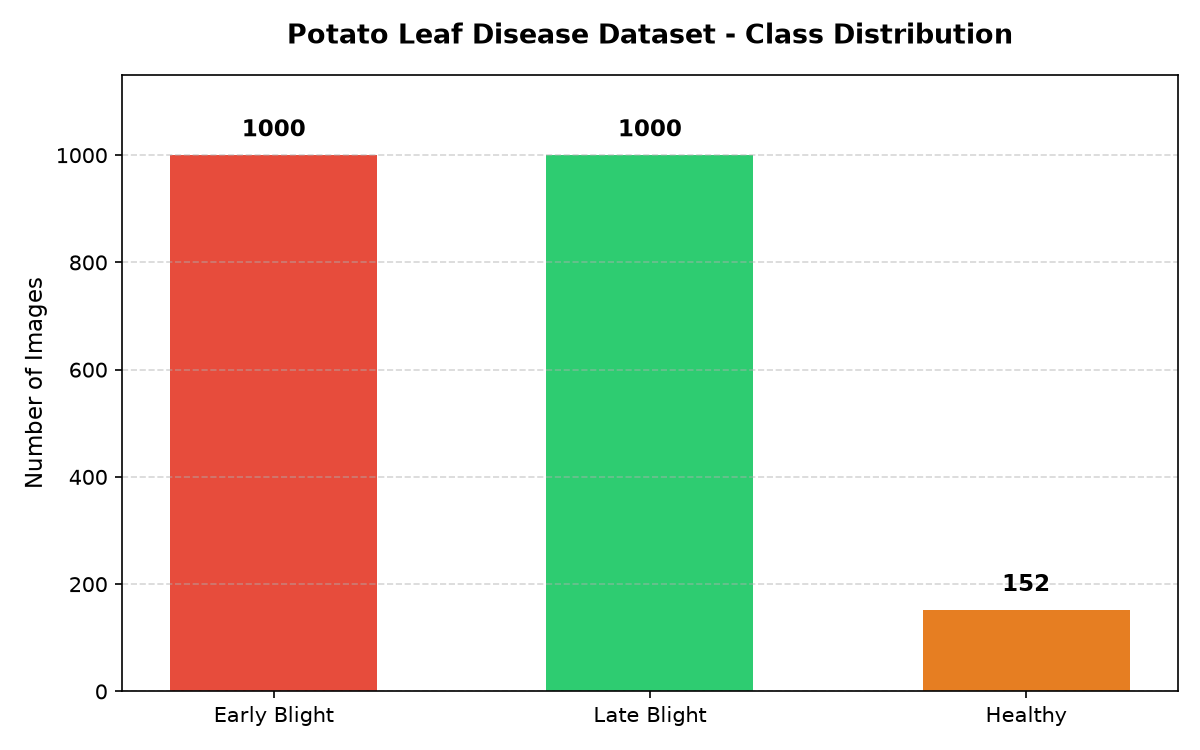 Potato Leaf Disease Dataset - Class Distribution
1000
1000
152
Number of Images
1000
800
600
400
200
0
Early Blight
Late Blight
Healthy